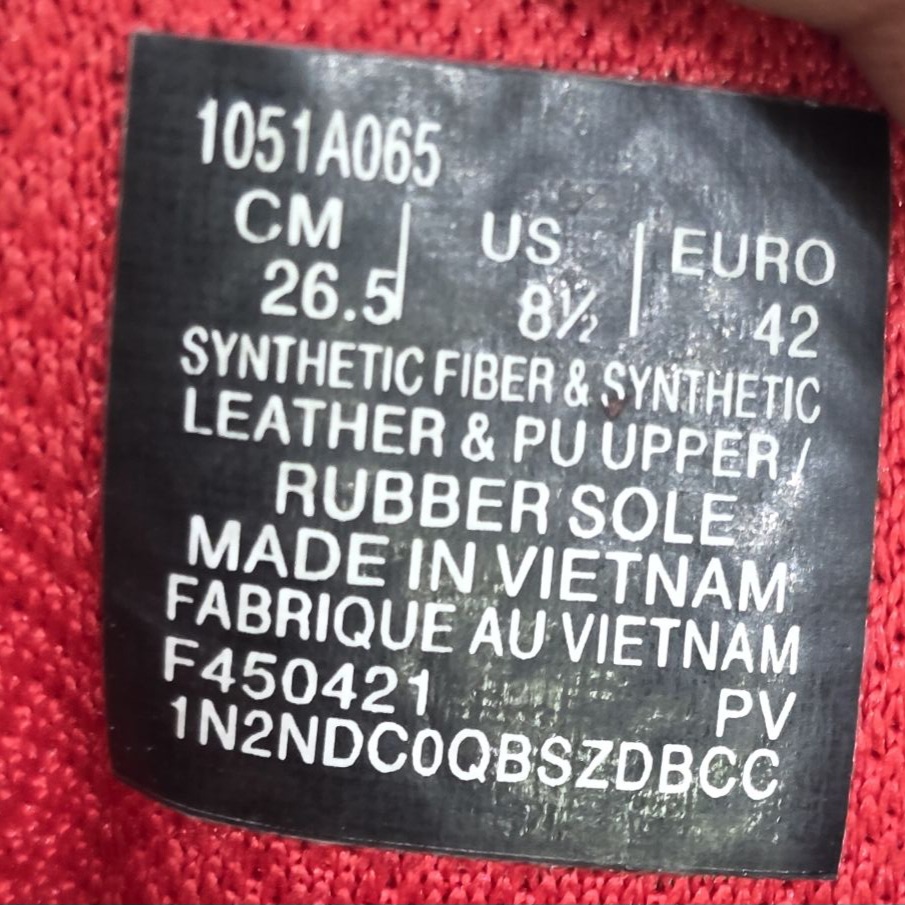 1051A065
CM | US | EURO
26.5 8½ 42
SYNTHETIC FIBER & SYNTHETIC
LEATHER & PU UPPER /
RUBBER SOLE
MADE IN VIETNAM
FABRIQUE AU VIETNAM
F450421 PV
1N2NDC0QBSZDBCC